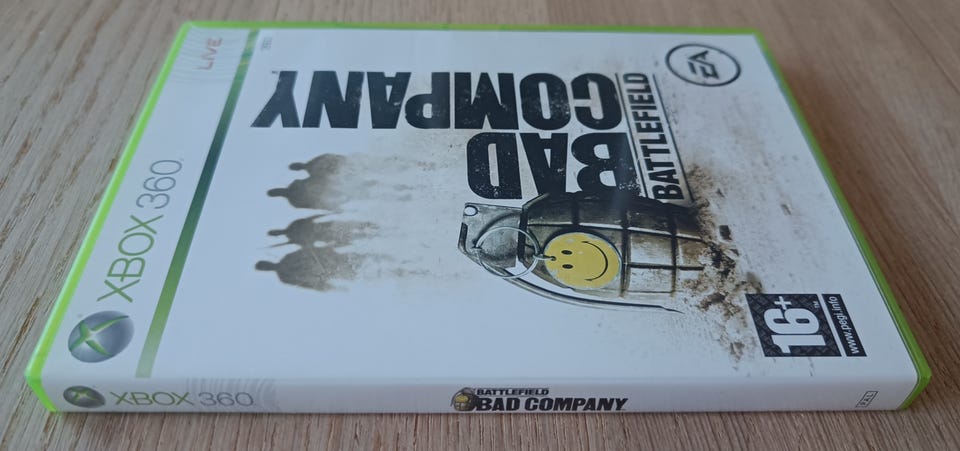 XBOX 360
LIVE
EA
BATTLEFIELD
BAD
COMPANY
16+
www.pegi.info
XBOX 360
BATTLEFIELD
BAD COMPANY